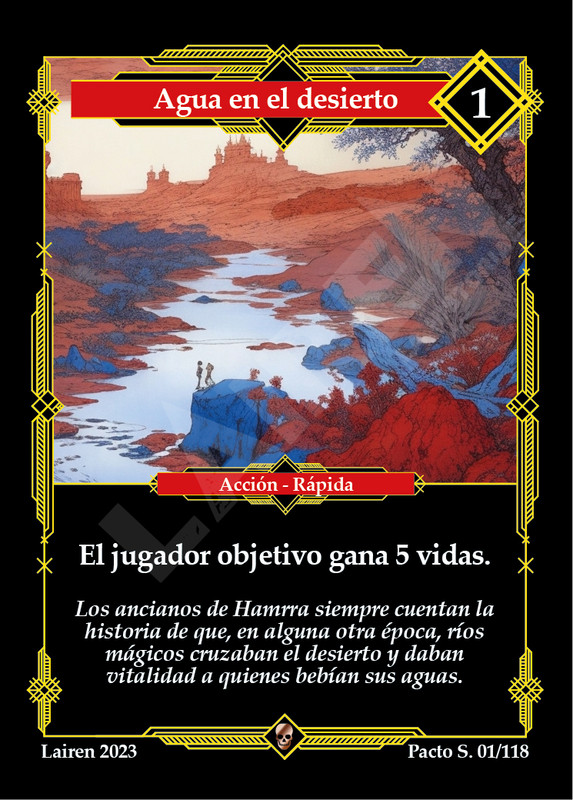 Agua en el desierto
1
Acción - Rápida
El jugador objetivo gana 5 vidas.
Los ancianos de Hamrra siempre cuentan la
historia de que, en alguna otra época, ríos
mágicos cruzaban el desierto y daban
vitalidad a quienes bebían sus aguas.
Lairen 2023
Pacto S. 01/118